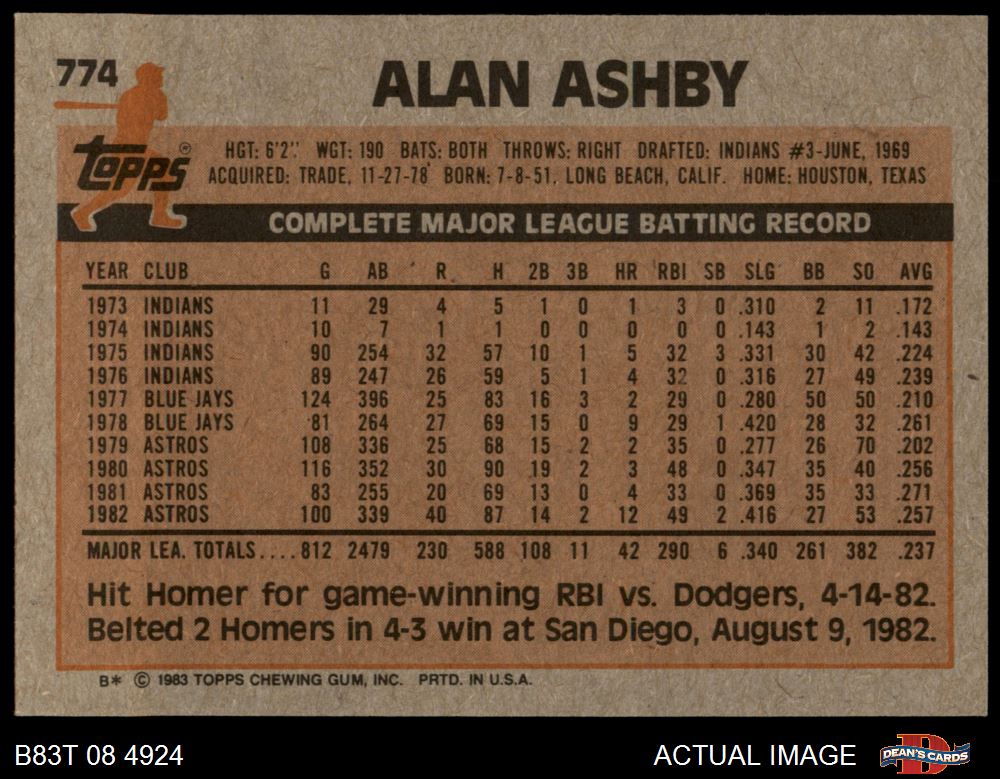 774 ALAN ASHBY
TOPPS®
HGT: 6'2". WGT: 190 BATS: BOTH THROWS: RIGHT DRAFTED: INDIANS #3-JUNE, 1969
ACQUIRED: TRADE, 11-27-78 BORN: 7-8-51, LONG BEACH, CALIF. HOME: HOUSTON, TEXAS
COMPLETE MAJOR LEAGUE BATTING RECORD
YEAR CLUB G AB R H 2B 3B HR RBI SB SLG BB SO AVG
1973 INDIANS 11 29 4 5 1 0 1 3 0 .310 2 11 .172
1974 INDIANS 10 7 1 1 0 0 0 0 0 .143 1 2 .143
1975 INDIANS 90 254 32 57 10 1 5 32 3 .331 30 42 .224
1976 INDIANS 89 247 26 59 5 1 4 32 0 .316 27 49 .239
1977 BLUE JAYS 124 396 25 83 16 3 2 29 0 .280 50 50 .210
1978 BLUE JAYS 81 264 27 69 15 0 9 29 1 .420 28 32 .261
1979 ASTROS 108 336 25 68 15 2 2 35 0 .277 26 70 .202
1980 ASTROS 116 352 30 90 19 2 3 48 0 .347 35 40 .256
1981 ASTROS 83 255 20 69 13 0 4 33 0 .369 35 33 .271
1982 ASTROS 100 339 40 87 14 2 12 49 2 .416 27 53 .257
MAJOR LEA. TOTALS....812 2479 230 588 108 11 42 290 6 .340 261 382 .237
Hit Homer for game-winning RBI vs. Dodgers, 4-14-82.
Belted 2 Homers in 4-3 win at San Diego, August 9, 1982.
B* © 1983 TOPPS CHEWING GUM, INC. PRTD. IN U.S.A.
B83T 08 4924 ACTUAL IMAGE D DEAN'S CARDS